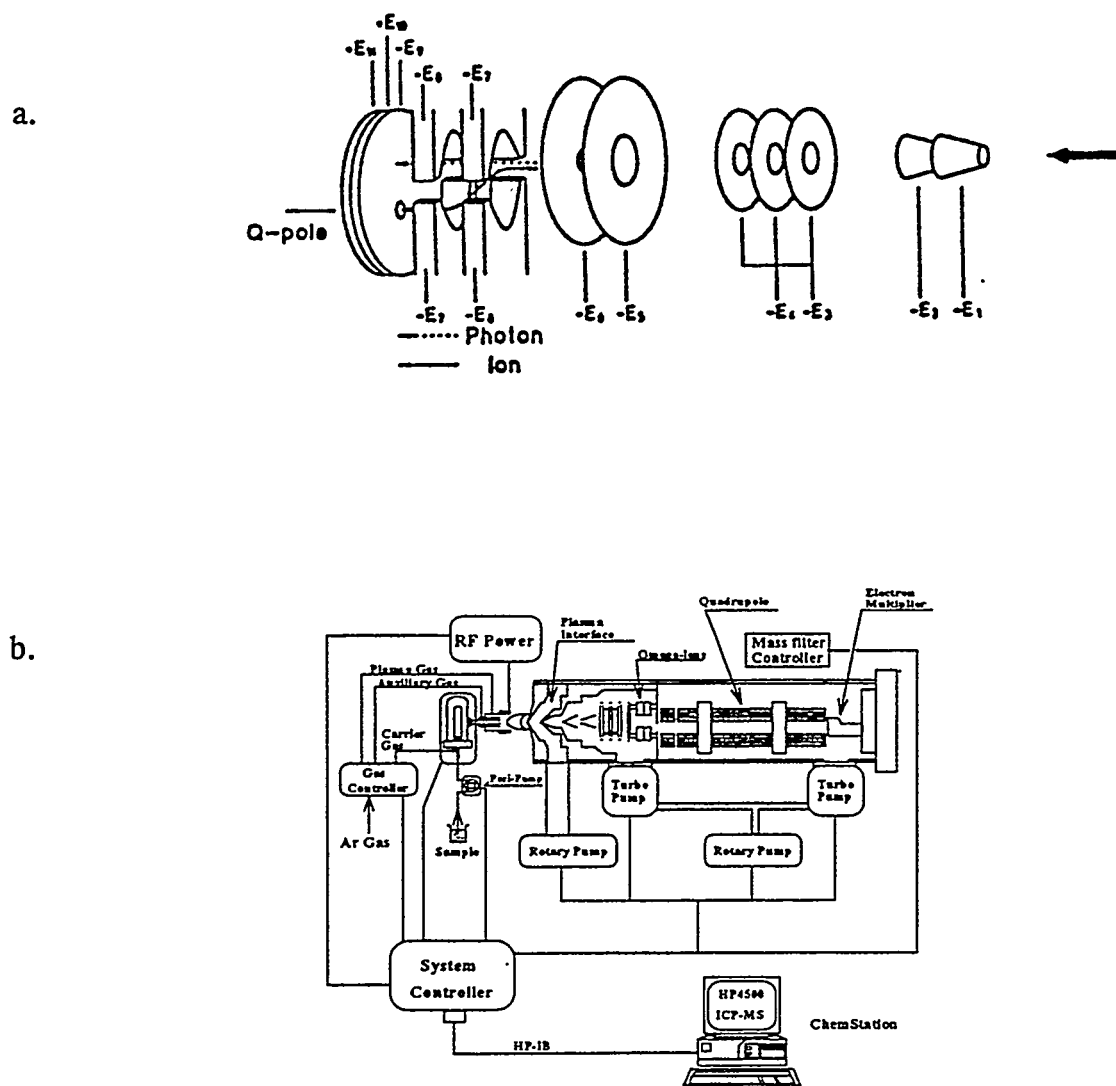 a.
-E9
-E8
-E7
Q-pole
-E7
-E8
-E6
-E5
-E4
-E3
-E2
-E1
Photon
Ion
b.
RF Power
Plasma Gas
Auxiliary Gas
Plasma
Interface
Omega-lens
Quadrupole
Electron
Multiplier
Mass filter
Controller
Carrier
Gas
Gas
Controller
Peri-Pump
Ar Gas
Sample
Turbo
Pump
Turbo
Pump
Rotary Pump
Rotary Pump
System
Controller
HP4500
ICP-MS
ChemStation
HP-IB